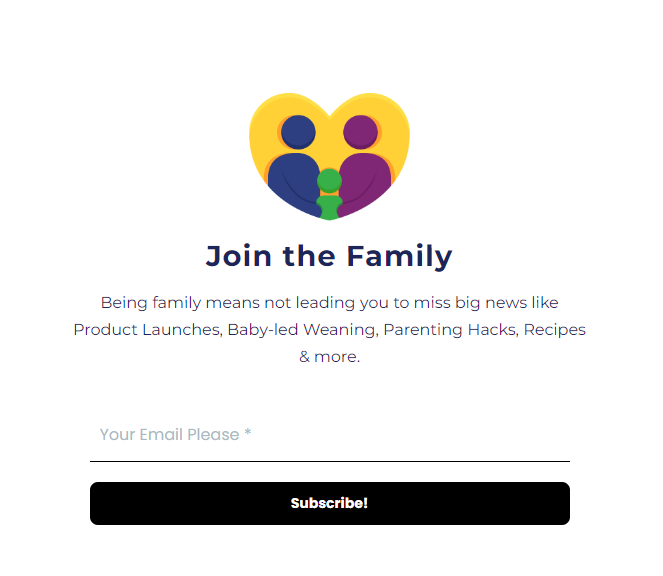 Join the Family
Being family means not leading you to miss big news like
Product Launches, Baby-led Weaning, Parenting Hacks, Recipes
& more.
Your Email Please *
Subscribe!